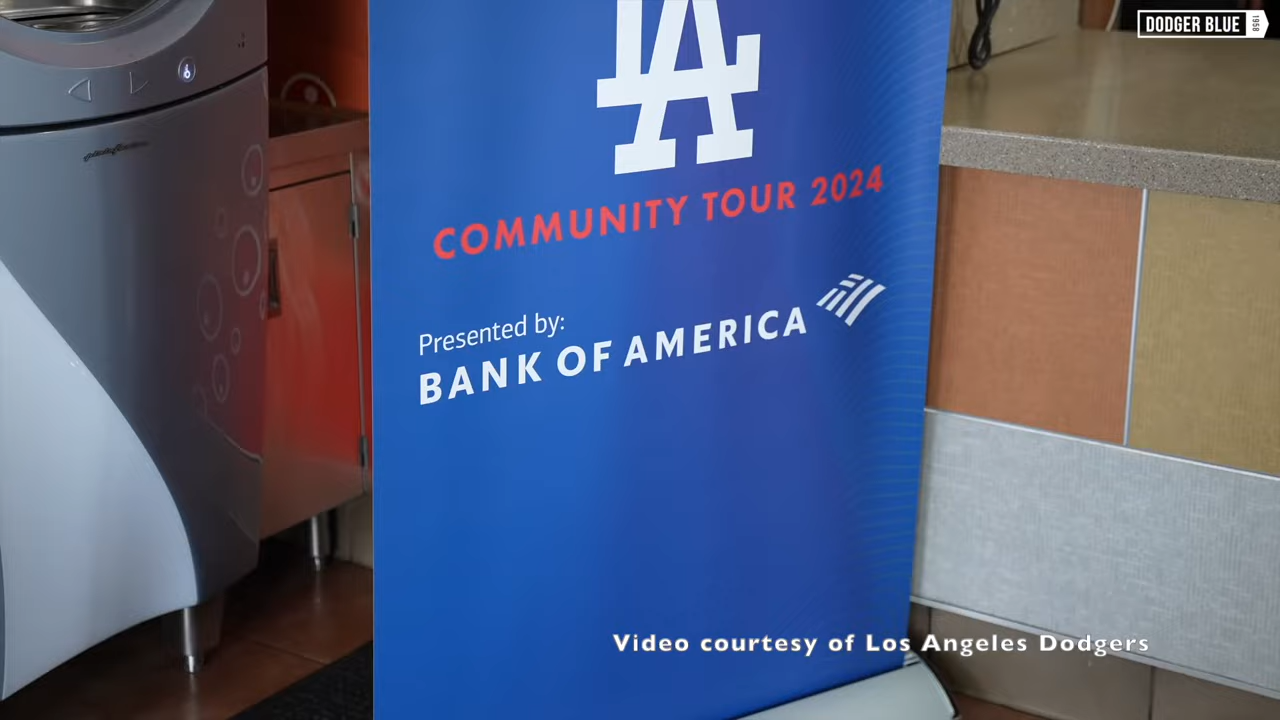 DODGER BLUE
1958
LA
COMMUNITY TOUR 2024
Presented by:
BANK OF AMERICA
Video courtesy of Los Angeles Dodgers